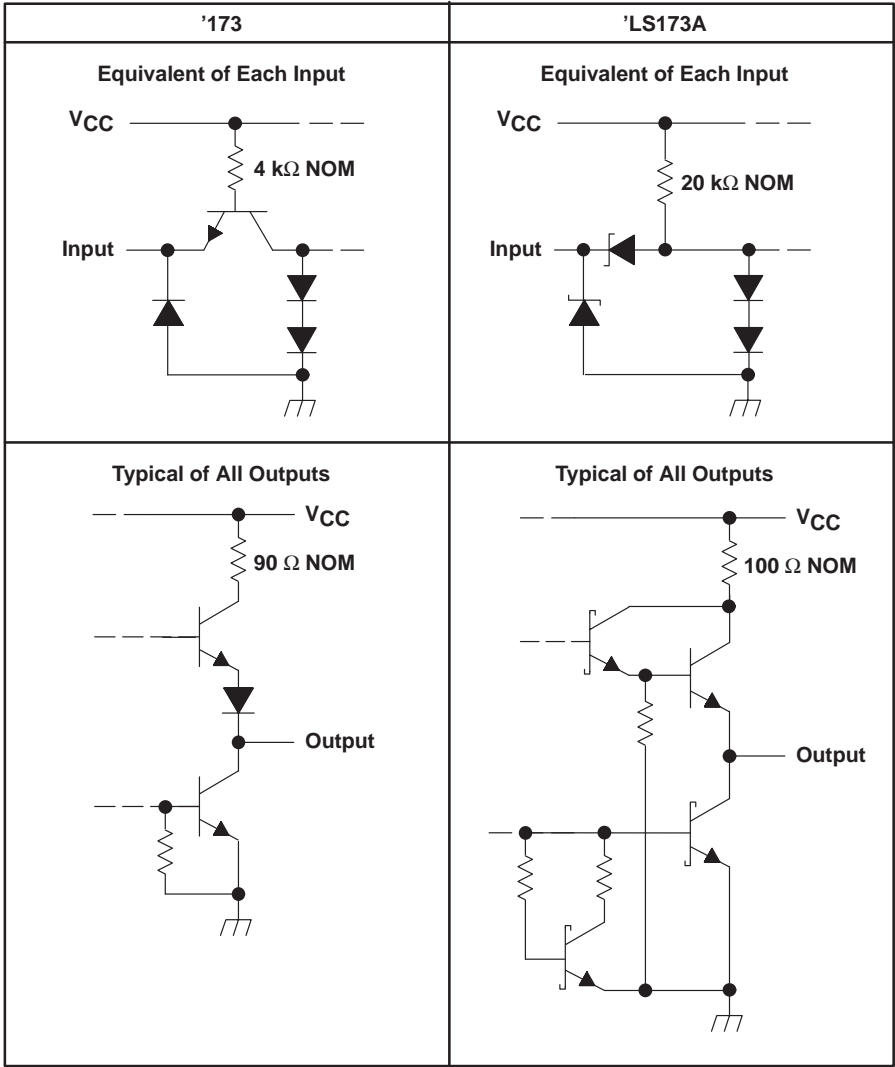 ’173
’LS173A
Equivalent of Each Input
VCC
4 kΩ NOM
Input
Equivalent of Each Input
VCC
20 kΩ NOM
Input
Typical of All Outputs
VCC
90 Ω NOM
Output
Typical of All Outputs
VCC
100 Ω NOM
Output